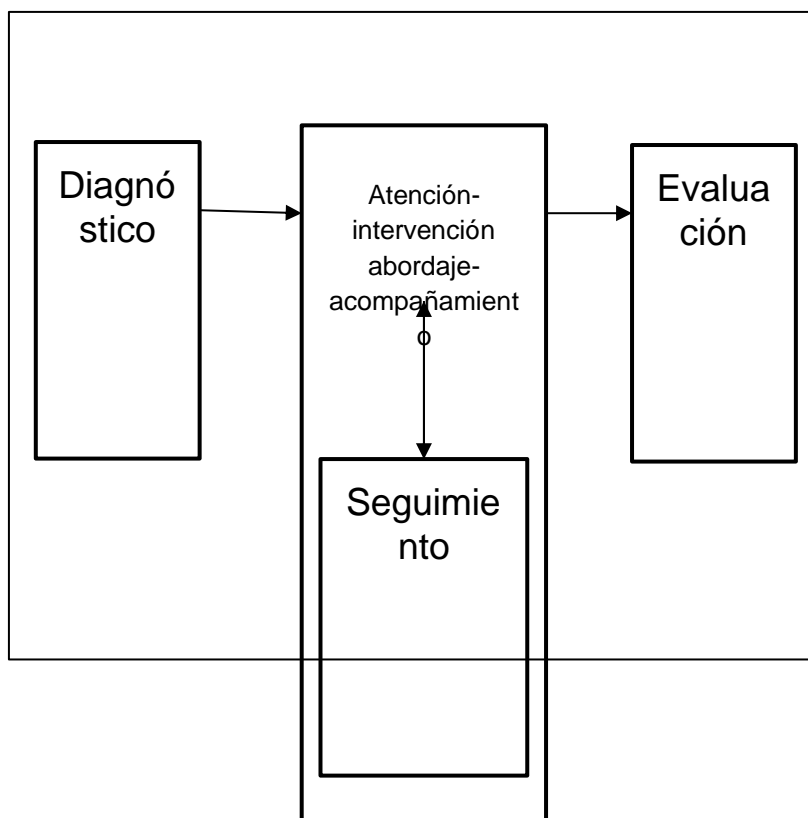 Diagnó
stico
Atención-
intervención
abordaje-
acompañamient
o
Seguimie
nto
Evalua
ción